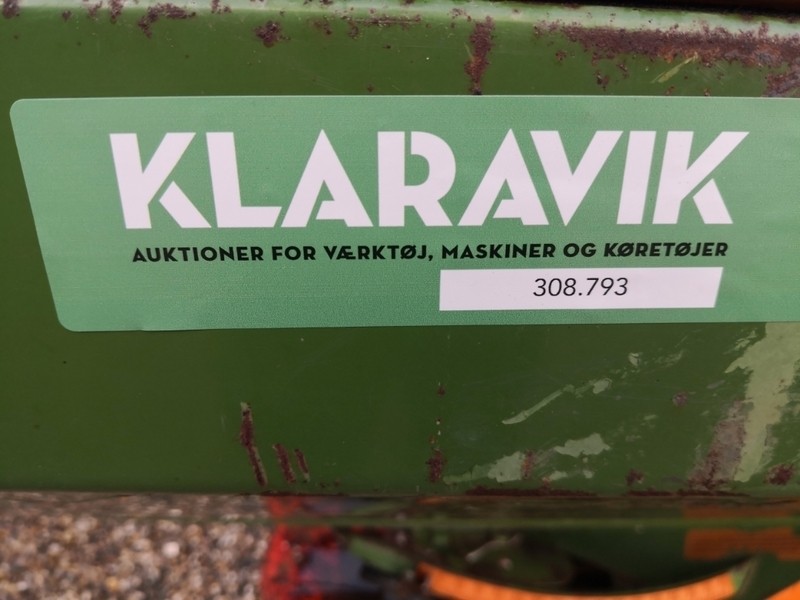 KLARAVIK
AUKTIONER FOR VÆRKTØJ, MASKINER OG KØRETØJER
308.793